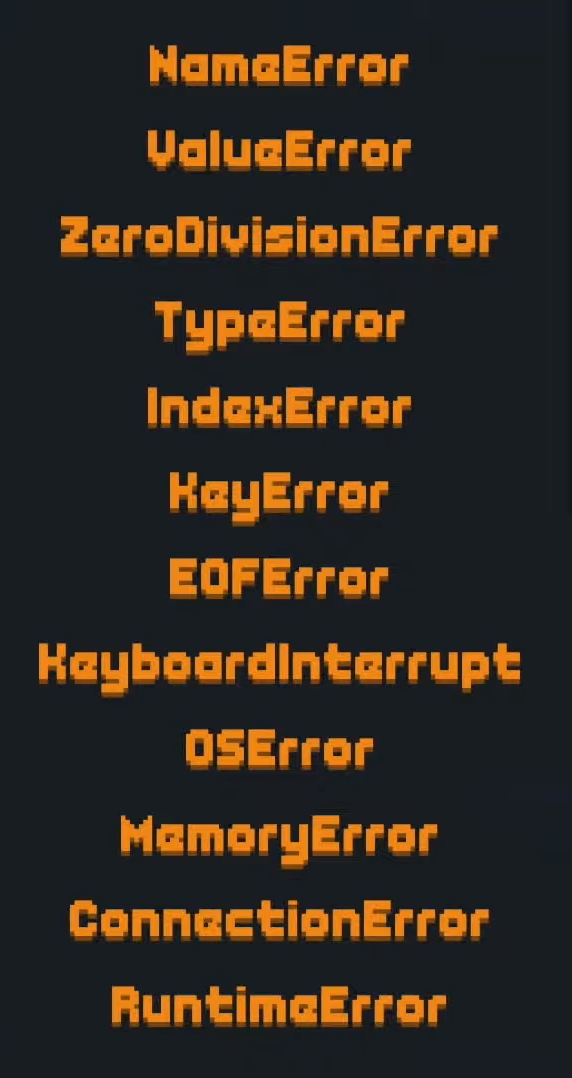 NameError
ValueError
ZeroDivisionError
TypeError
IndexError
KeyError
EOFError
KeyboardInterrupt
OSError
MemoryError
ConnectionError
RuntimeError